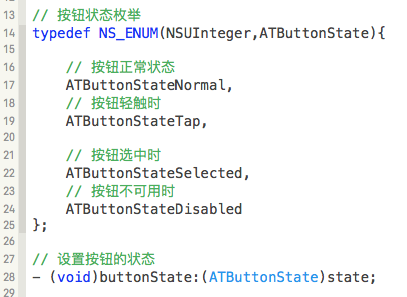 13 // 按钮状态枚举
14 typedef NS_ENUM(NSUInteger,ATButtonState){
15
16 // 按钮正常状态
17 ATButtonStateNormal,
18 // 按钮轻触时
19 ATButtonStateTap,
20
21 // 按钮选中时
22 ATButtonStateSelected,
23 // 按钮不可用时
24 ATButtonStateDisabled
25 };
26
27 // 设置按钮的状态
28 - (void)buttonState:(ATButtonState)state;
29